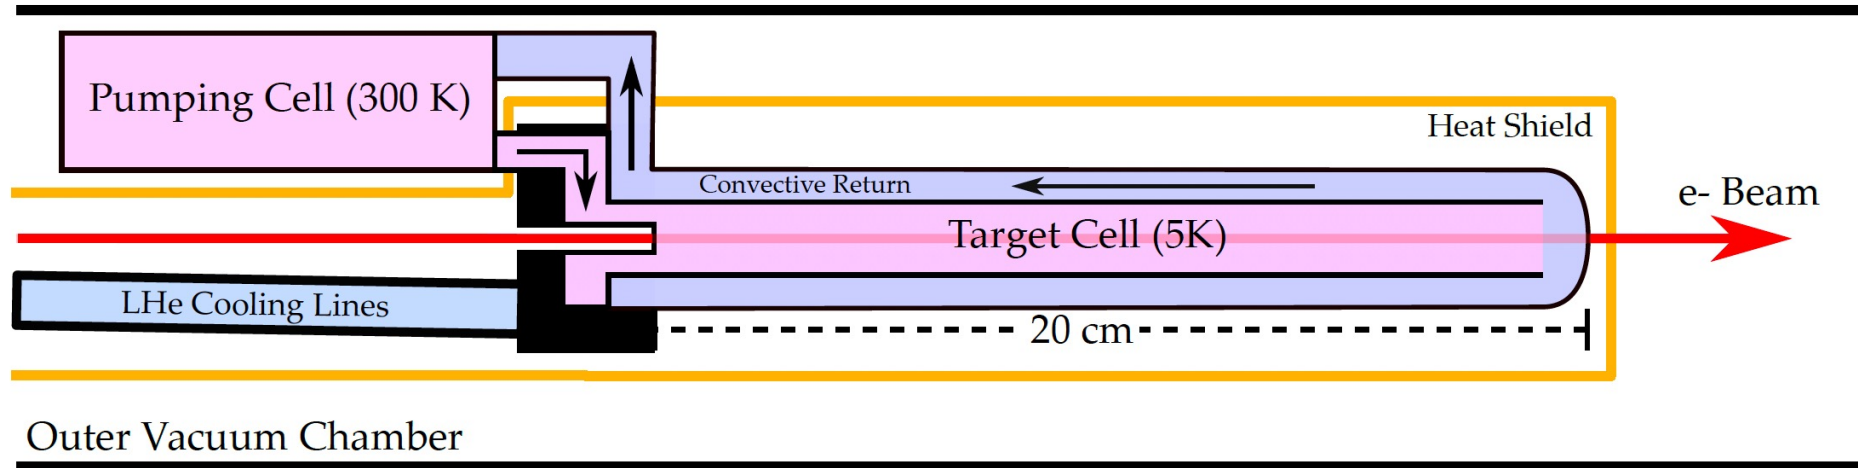 Pumping Cell (300 K)
Heat Shield
Convective Return
e- Beam
Target Cell (5K)
LHe Cooling Lines
20 cm
Outer Vacuum Chamber